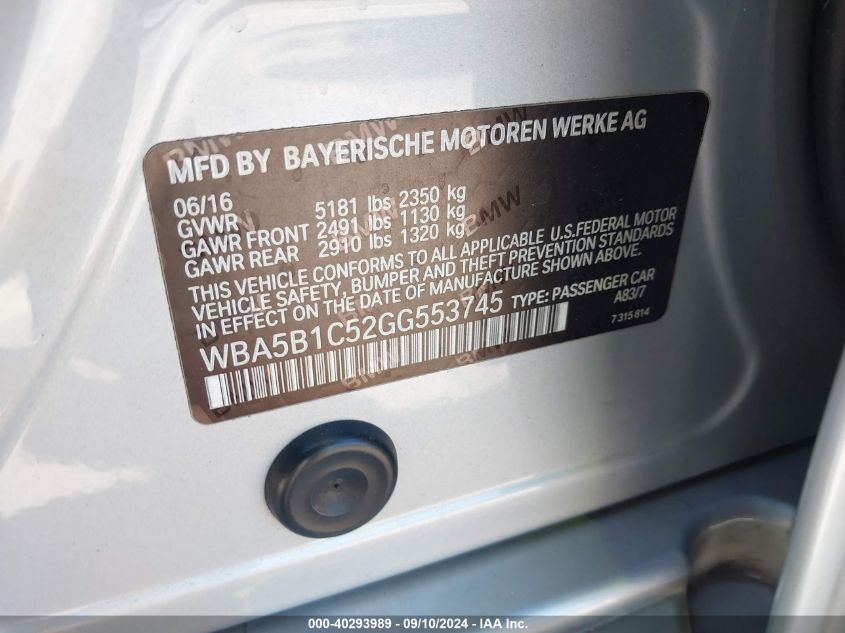 MFD BY BAYERISCHE MOTOREN WERKE AG
06/16
GVWR 5181 lbs 2350 kg
GAWR FRONT 2491 lbs 1130 kg
GAWR REAR 2910 lbs 1320 kg
THIS VEHICLE CONFORMS TO ALL APPLICABLE U.S.FEDERAL MOTOR
VEHICLE SAFETY, BUMPER AND THEFT PREVENTION STANDARDS
IN EFFECT ON THE DATE OF MANUFACTURE SHOWN ABOVE.
WBA5B1C52GG553745 TYPE: PASSENGER CAR
A83/7
7 315 814
000-40293989 - 09/10/2024 - IAA Inc.